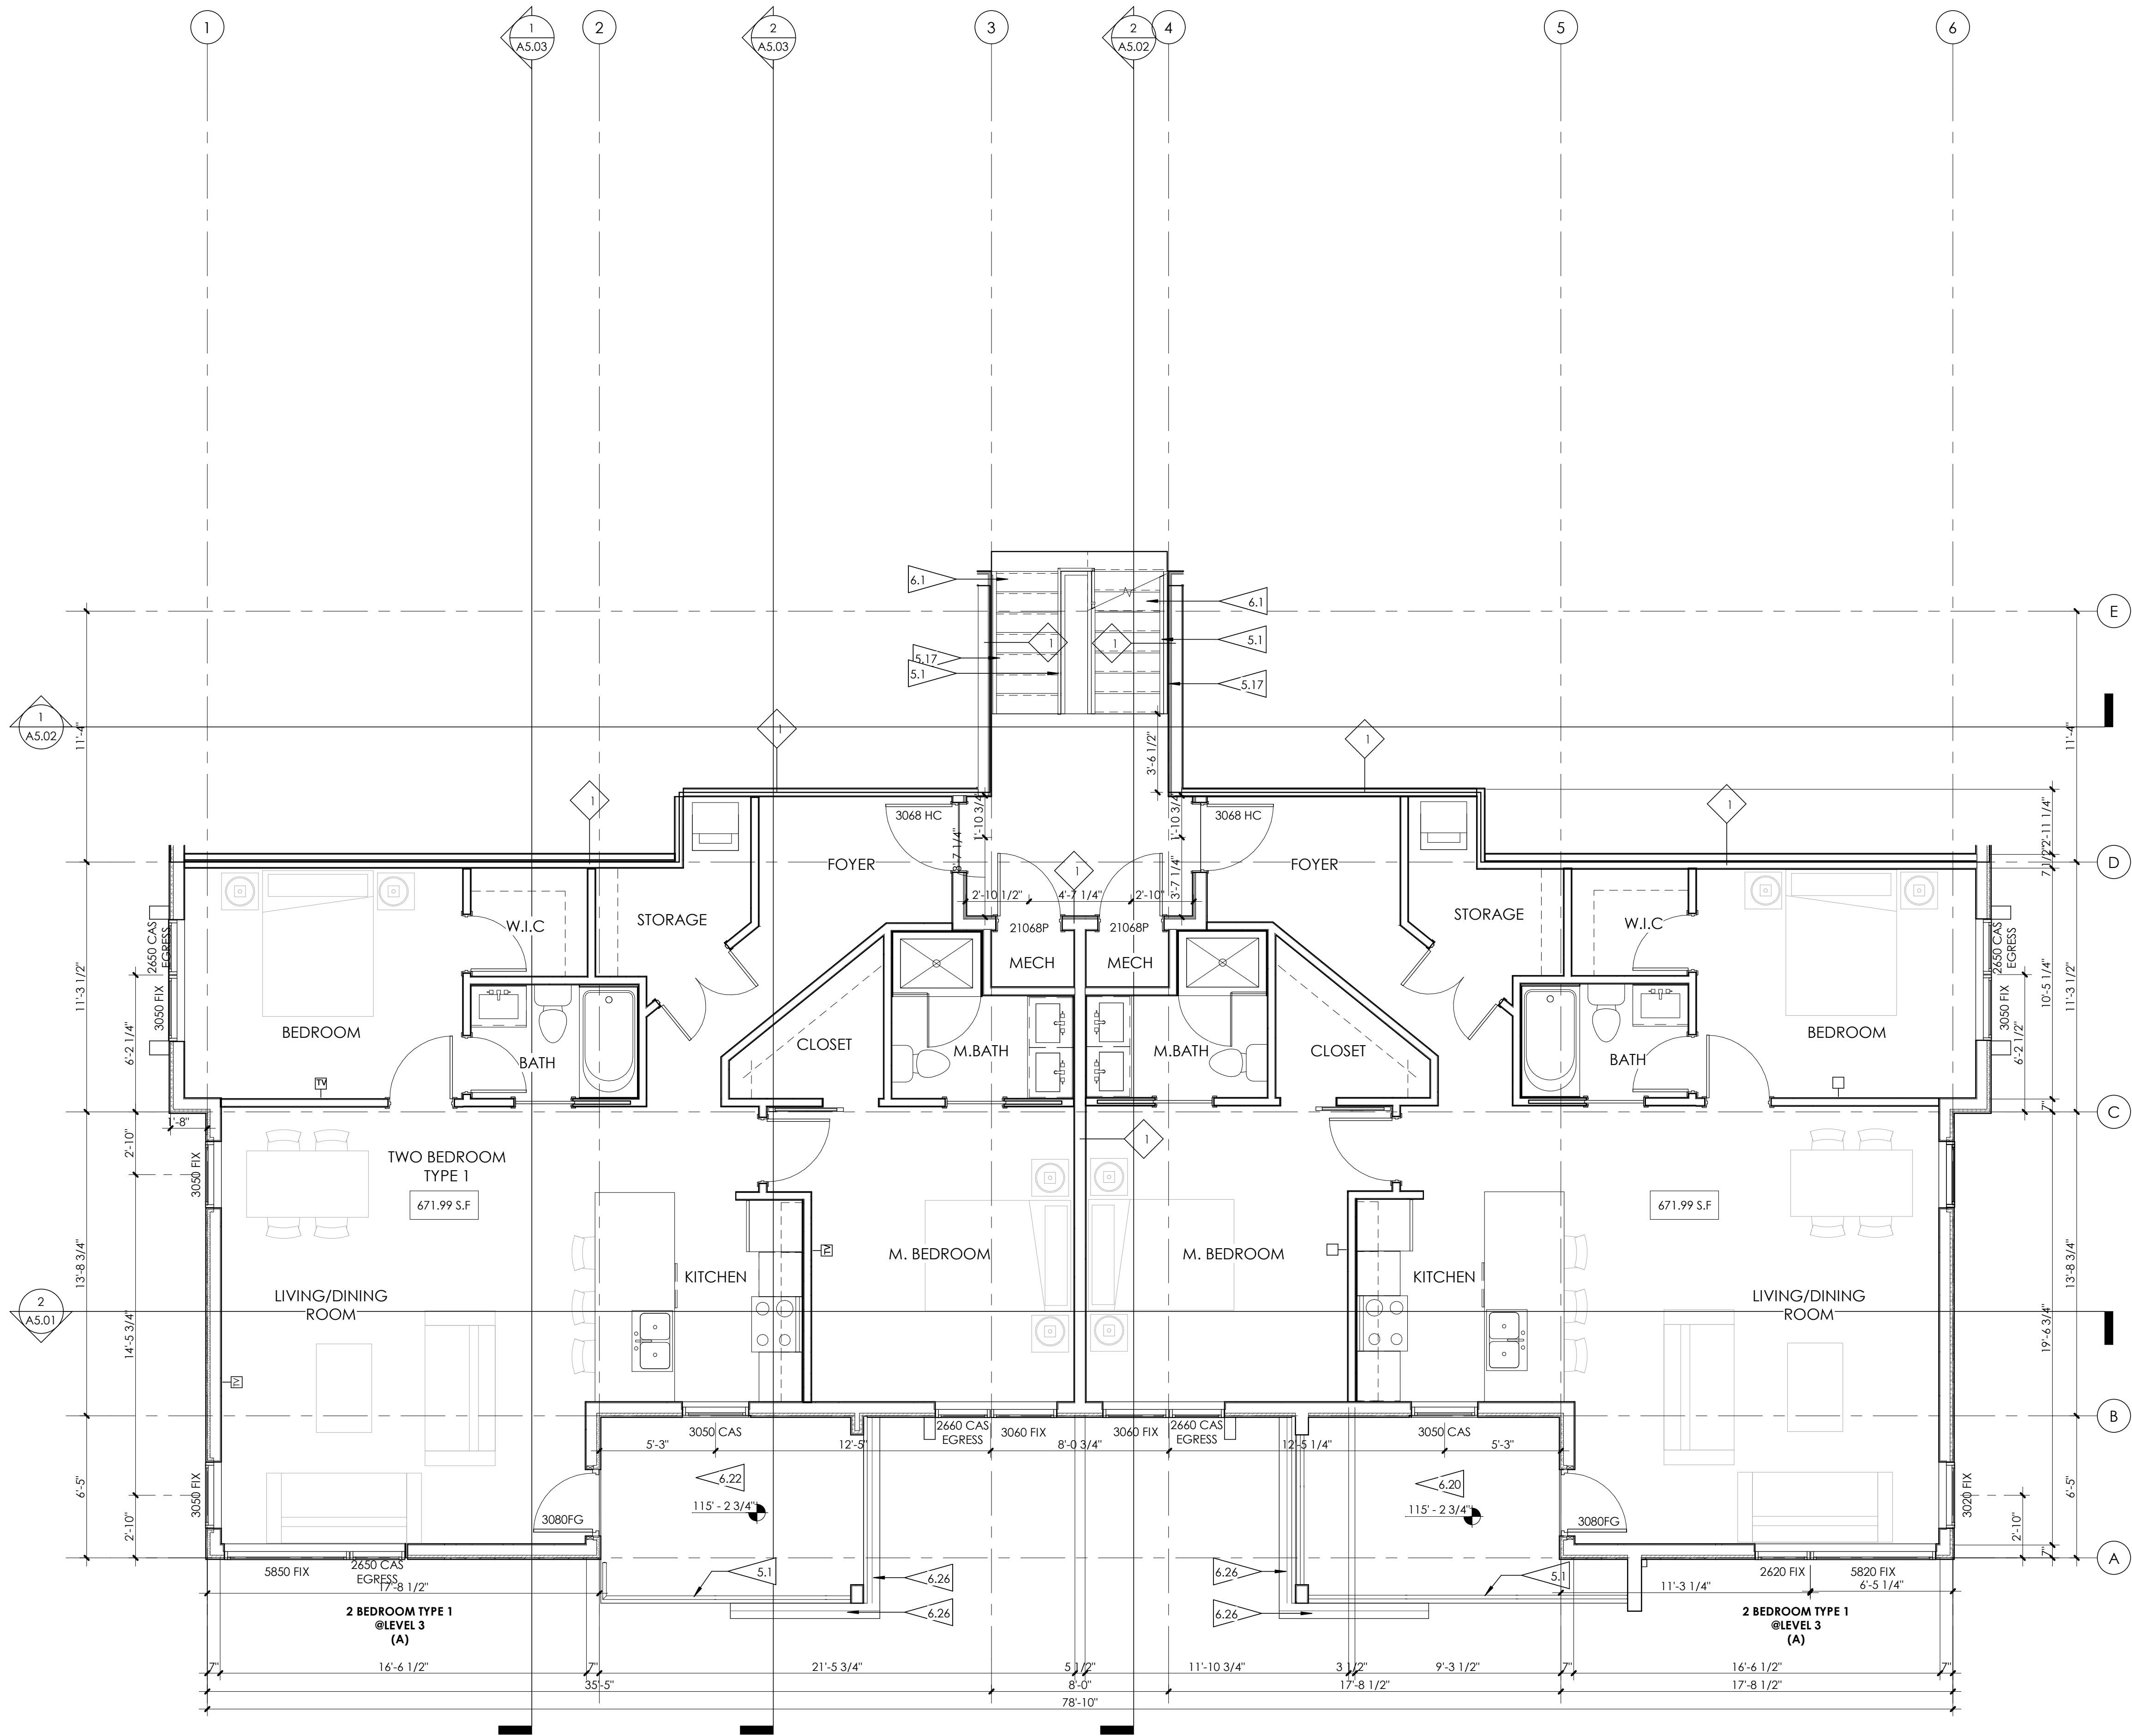 1
1
A5.03
2
2
A5.03
3
2
A5.02
4
5
6
6.1
6.1
E
1
1
5.1
5.17
5.1
5.17
1
A5.02
11'-4"
1
1
3'-6 1/2"
11'-4"
1
1
3068 HC
1'-10 3/4"
1'-10 3/4"
3068 HC
2'-11 1/4"
FOYER
3'-7 1/4"
1
3'-7 1/4"
FOYER
7 1/2"
D
2'-10 1/2"
4'-7 1/4"
2'-10"
2650 CAS
EGRESS
W.I.C
STORAGE
21068P
21068P
STORAGE
W.I.C
2650 CAS
EGRESS
MECH
MECH
11'-3 1/2"
6'-2 1/4"
3050 FIX
BEDROOM
BATH
CLOSET
M.BATH
M.BATH
CLOSET
BATH
BEDROOM
3050 FIX
6'-2 1/2"
10'-5 1/4"
11'-3 1/2"
TV
7"
C
1'-8"
2'-10"
3050 FIX
TWO BEDROOM
TYPE 1
671.99 S.F
1
671.99 S.F
13'-8 3/4"
TV
M. BEDROOM
M. BEDROOM
13'-8 3/4"
KITCHEN
KITCHEN
LIVING/DINING
ROOM
LIVING/DINING
ROOM
2
A5.01
14'-5 3/4"
19'-6 3/4"
TV
B
3050 CAS
2660 CAS
EGRESS
3060 FIX
3060 FIX
2660 CAS
EGRESS
3050 CAS
5'-3"
12'-5"
8'-0 3/4"
12'-5 1/4"
5'-3"
6'-5"
3050 FIX
6.22
6.20
3020 FIX
6'-5"
115' - 2 3/4"
115' - 2 3/4"
2'-10"
3080FG
3080FG
2'-10"
7"
A
5850 FIX
2650 CAS
EGRESS
5.1
6.26
6.26
5.1
2620 FIX
5820 FIX
17'-8 1/2"
11'-3 1/4"
6'-5 1/4"
2 BEDROOM TYPE 1
@LEVEL 3
(A)
6.26
6.26
2 BEDROOM TYPE 1
@LEVEL 3
(A)
7"
16'-6 1/2"
7"
21'-5 3/4"
5 1/2"
11'-10 3/4"
3 1/2"
9'-3 1/2"
7"
16'-6 1/2"
7"
35'-5"
8'-0"
17'-8 1/2"
17'-8 1/2"
78'-10"